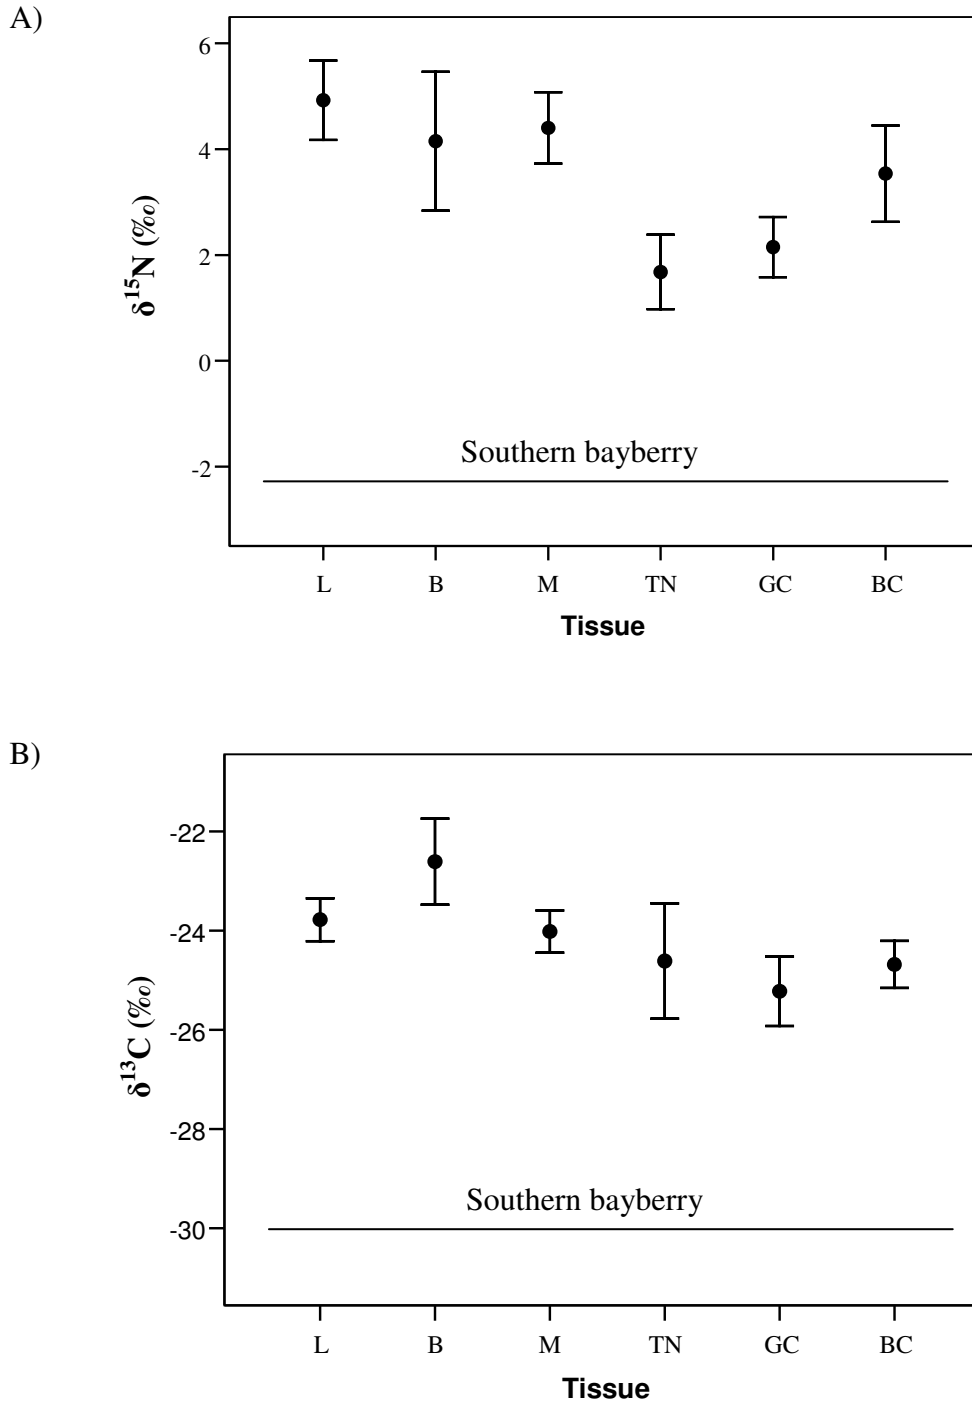 A)
δ¹⁵N (‰)
6
4
2
0
-2
Southern bayberry
L B M TN GC BC
Tissue
B)
δ¹³C (‰)
-22
-24
-26
-28
-30
Southern bayberry
L B M TN GC BC
Tissue